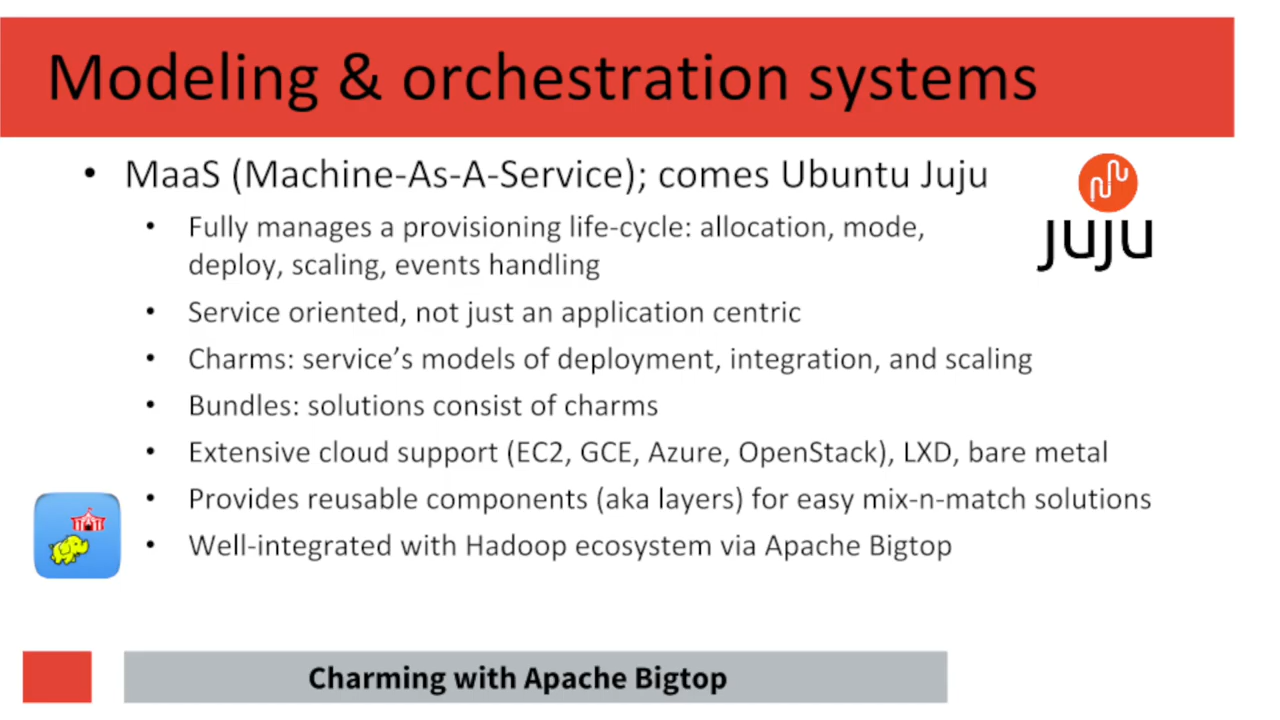 Modeling & orchestration systems
• MaaS (Machine-As-A-Service); comes Ubuntu Juju
• Fully manages a provisioning life-cycle: allocation, mode,
deploy, scaling, events handling
• Service oriented, not just an application centric
• Charms: service’s models of deployment, integration, and scaling
• Bundles: solutions consist of charms
• Extensive cloud support (EC2, GCE, Azure, OpenStack), LXD, bare metal
• Provides reusable components (aka layers) for easy mix-n-match solutions
• Well-integrated with Hadoop ecosystem via Apache Bigtop
juju
Charming with Apache Bigtop